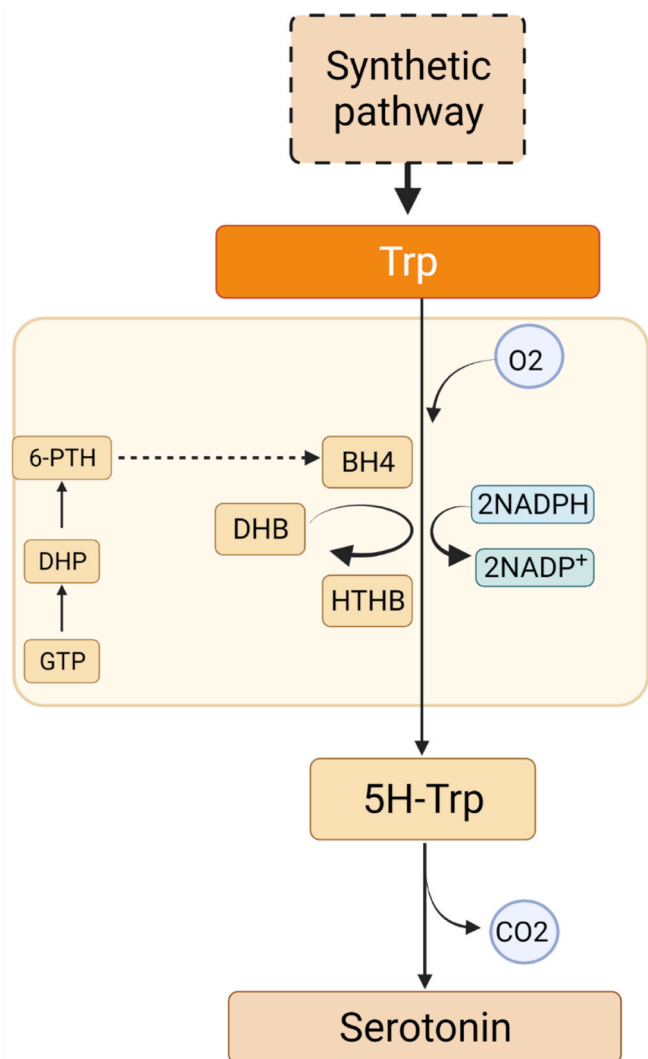 Synthetic
pathway
Trp
O2
6-PTH
BH4
DHB
2NADPH
DHP
2NADP⁺
HTHB
GTP
5H-Trp
CO2
Serotonin